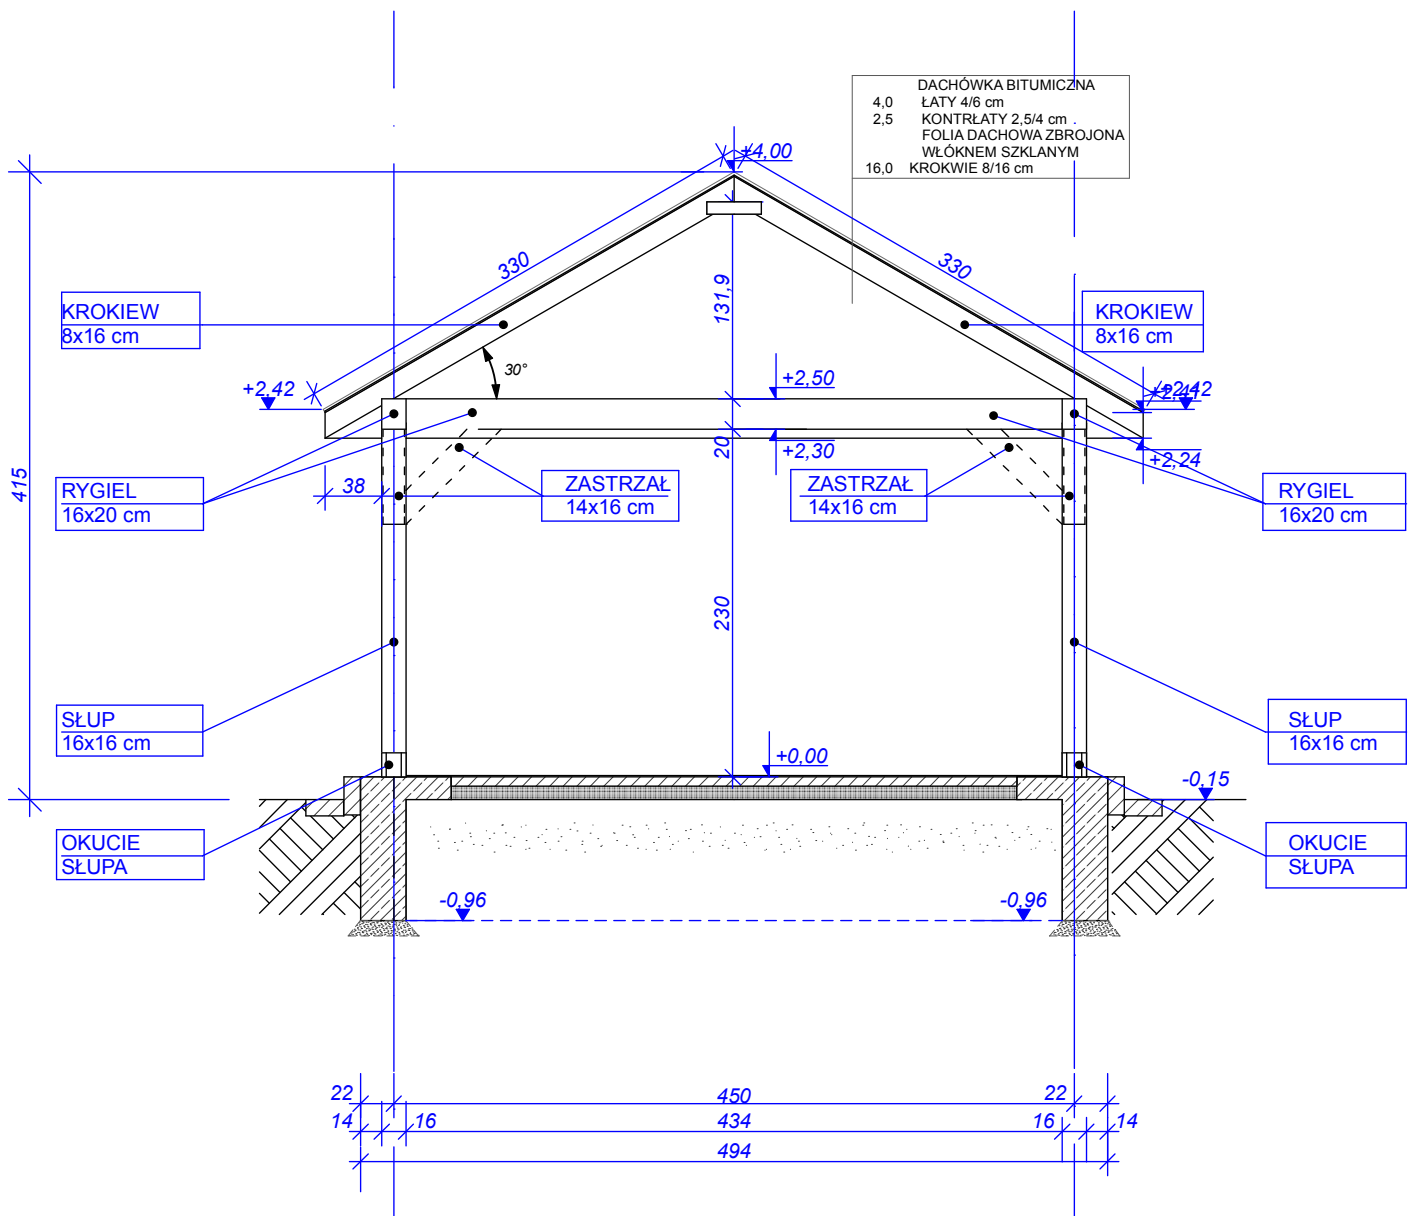 DACHÓWKA BITUMICZNA
4,0 ŁATY 4/6 cm
2,5 KONTRŁATY 2,5/4 cm .
FOLIA DACHOWA ZBROJONA
WŁÓKNEM SZKLANYM
16,0 KROKWIE 8/16 cm
+4,00
330
330
131,9
KROKIEW
8x16 cm
KROKIEW
8x16 cm
30°
+2,42
+2,50
+2,42
+2,41
20
+2,30
+2,24
415
38
RYGIEL
16x20 cm
ZASTRZAŁ
14x16 cm
ZASTRZAŁ
14x16 cm
RYGIEL
16x20 cm
230
SŁUP
16x16 cm
SŁUP
16x16 cm
+0,00
-0,15
OKUCIE
SŁUPA
OKUCIE
SŁUPA
-0,96
-0,96
22 450 22
14 16 434 16 14
494